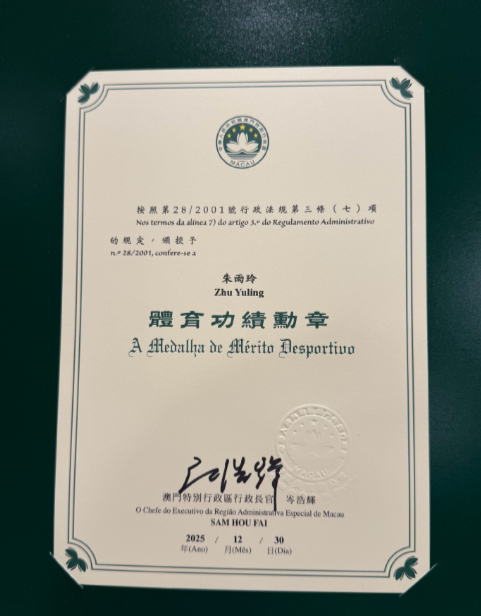 MACAU
按照第28/2001號行政法規第三條（七）項
Nos termos da alínea 7) do artigo 3.º do Regulamento Administrativo
的規定，頒授予
n.º 28/2001, confere-se a
朱雨玲
Zhu Yuling
體育功績勳章
A Medalha de Mérito Desportivo
MACAU
澳門特別行政區行政長官 岑浩輝
O Chefe do Executivo da Região Administrativa Especial de Macau
SAM HOU FAI
2025 / 12 / 30
年(Ano) 月(Mês) 日(Dia)